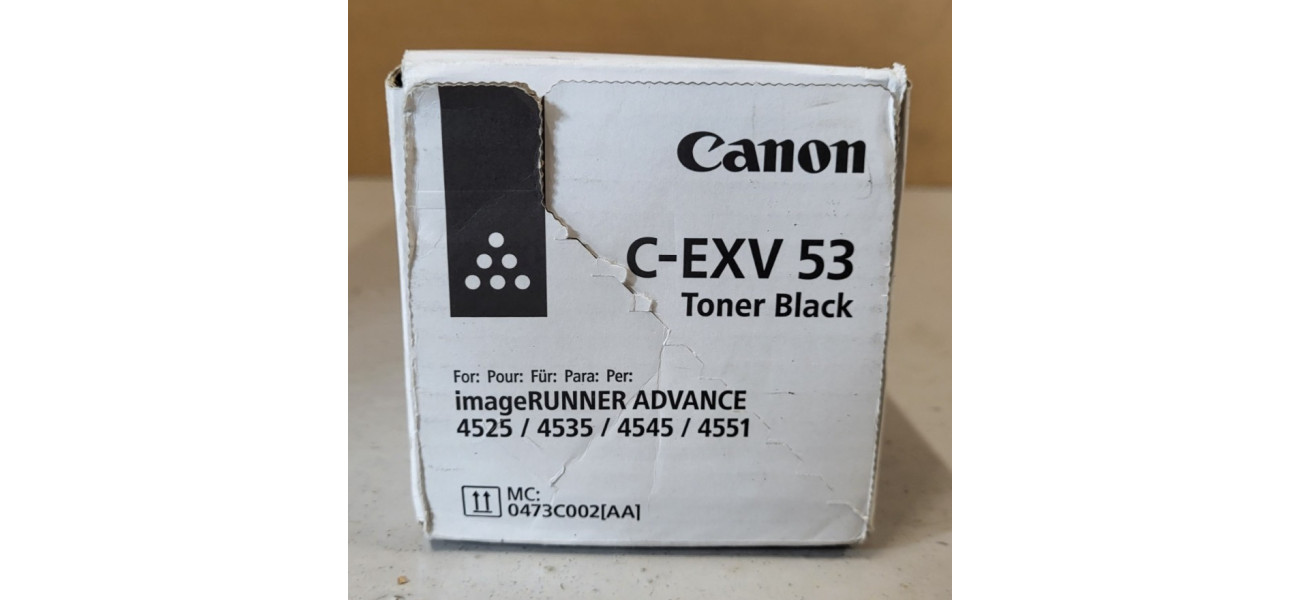 Canon
C-EXV 53
Toner Black
For: Pour: Für: Para: Per:
imageRUNNER ADVANCE
4525 / 4535 / 4545 / 4551
MC:
0473C002[AA]